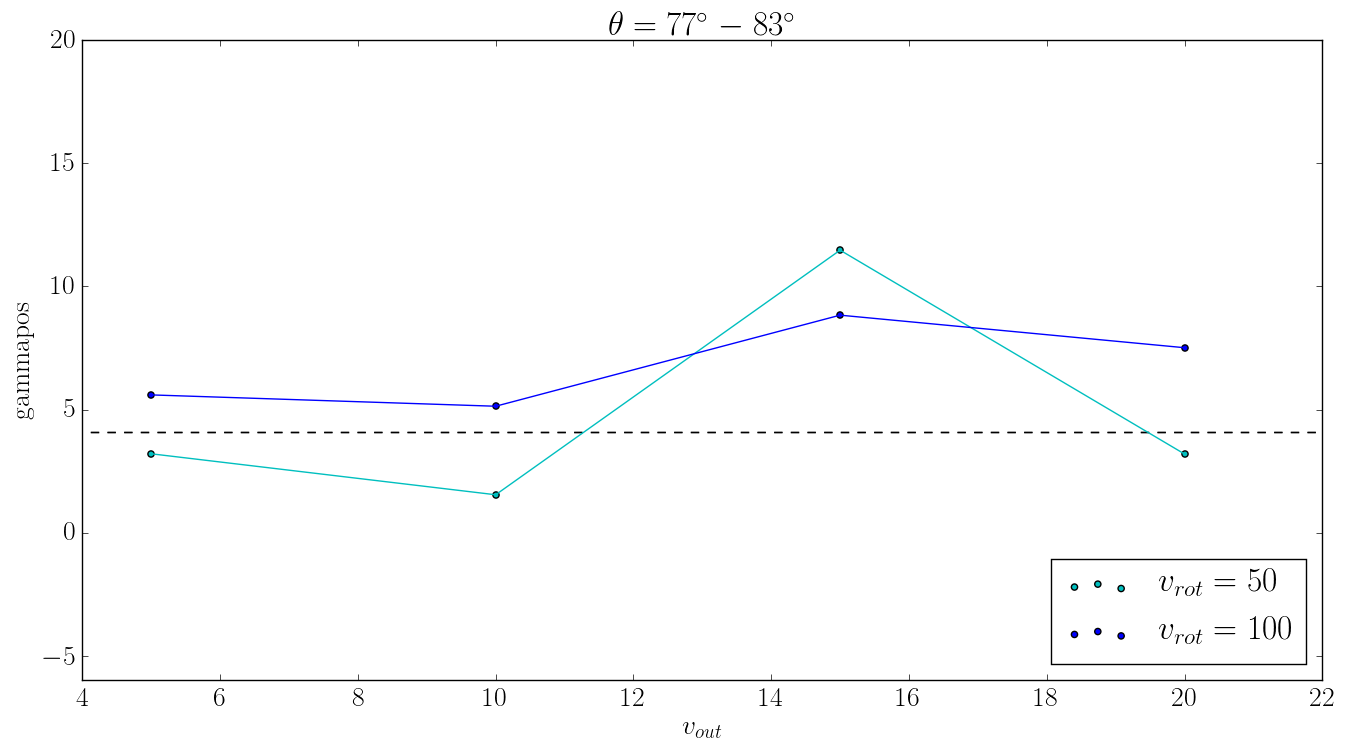 θ = 77° − 83°
20
15
10
5
0
−5
gammapos
4 6 8 10 12 14 16 18 20 22
v_out
v_rot = 50
v_rot = 100